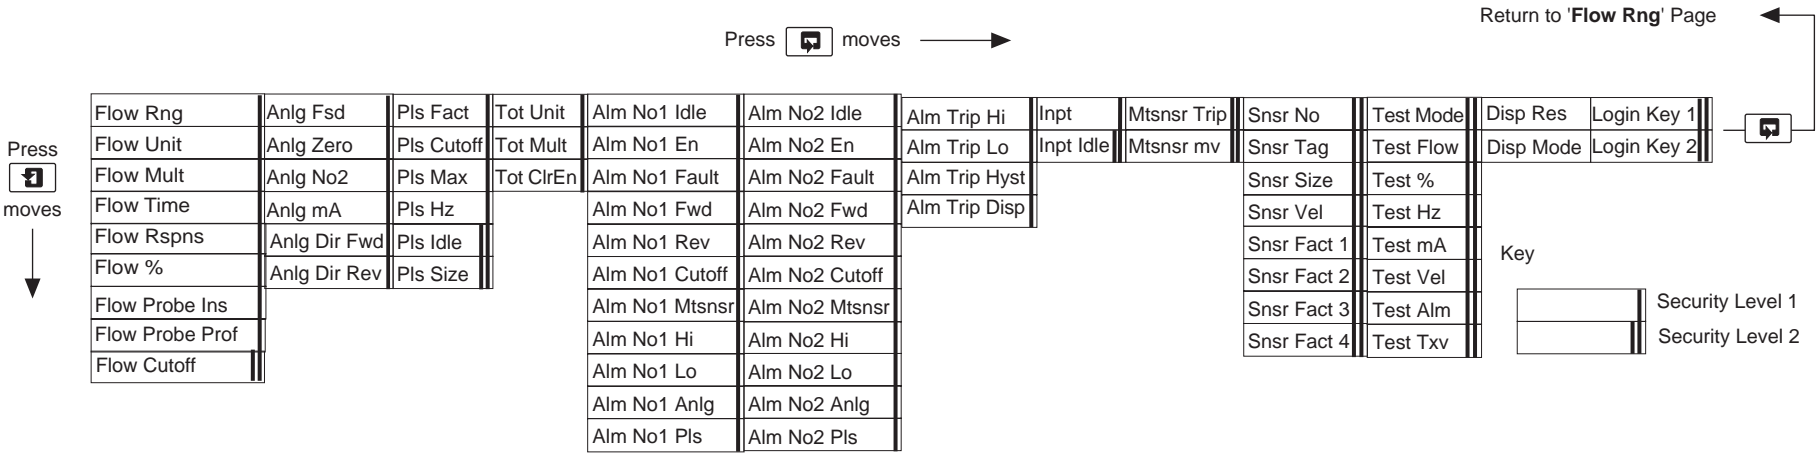 Return to 'Flow Rng' Page
Press moves
Press
moves
Flow Rng
Flow Unit
Flow Mult
Flow Time
Flow Rspns
Flow %
Flow Probe Ins
Flow Probe Prof
Flow Cutoff
Anlg Fsd
Anlg Zero
Anlg No2
Anlg mA
Anlg Dir Fwd
Anlg Dir Rev
Pls Fact
Pls Cutoff
Pls Max
Pls Hz
Pls Idle
Pls Size
Tot Unit
Tot Mult
Tot ClrEn
Alm No1 Idle
Alm No1 En
Alm No1 Fault
Alm No1 Fwd
Alm No1 Rev
Alm No1 Cutoff
Alm No1 Mtsnsr
Alm No1 Hi
Alm No1 Lo
Alm No1 Anlg
Alm No1 Pls
Alm No2 Idle
Alm No2 En
Alm No2 Fault
Alm No2 Fwd
Alm No2 Rev
Alm No2 Cutoff
Alm No2 Mtsnsr
Alm No2 Hi
Alm No2 Lo
Alm No2 Anlg
Alm No2 Pls
Alm Trip Hi
Alm Trip Lo
Alm Trip Hyst
Alm Trip Disp
Inpt
Inpt Idle
Mtsnsr Trip
Mtsnsr mv
Snsr No
Snsr Tag
Snsr Size
Snsr Vel
Snsr Fact 1
Snsr Fact 2
Snsr Fact 3
Snsr Fact 4
Test Mode
Test Flow
Test %
Test Hz
Test mA
Test Vel
Test Alm
Test Txv
Disp Res
Disp Mode
Login Key 1
Login Key 2
Key
Security Level 1
Security Level 2